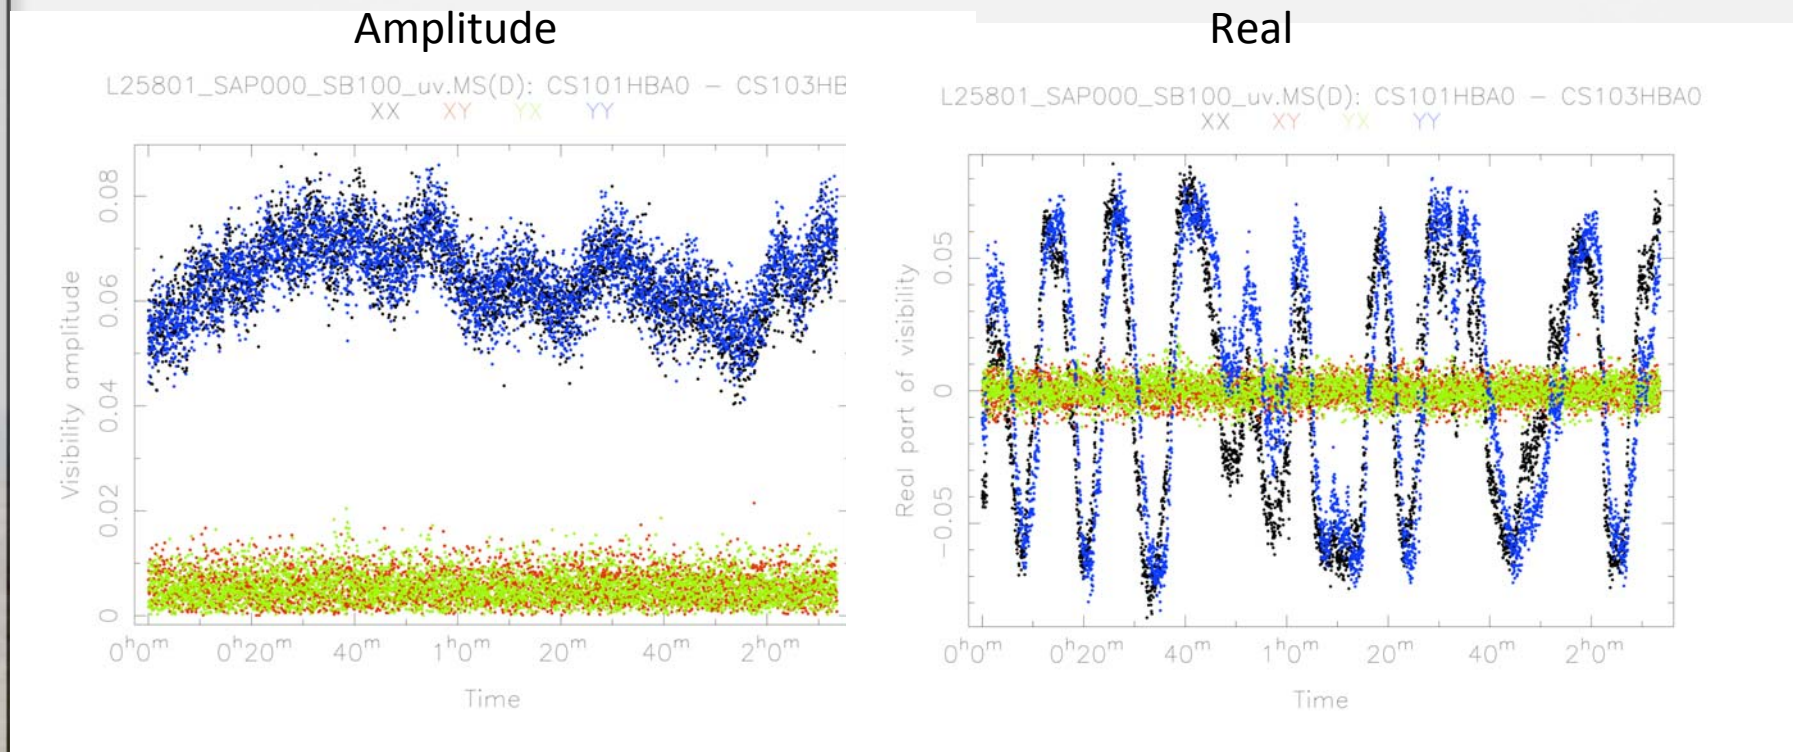 Amplitude
L25801_SAP000_SB100_uv.MS(D): CS101HBA0 – CS103HB
XX XY YX YY
Visibility amplitude
0.08
0.06
0.04
0.02
0
0ʰ0ᵐ 0ʰ20ᵐ 40ᵐ 1ʰ0ᵐ 20ᵐ 40ᵐ 2ʰ0ᵐ
Time
Real
L25801_SAP000_SB100_uv.MS(D): CS101HBA0 – CS103HBA0
XX XY YX YY
Real part of visibility
0.05
0
−0.05
0ʰ0ᵐ 0ʰ20ᵐ 40ᵐ 1ʰ0ᵐ 20ᵐ 40ᵐ 2ʰ0ᵐ
Time